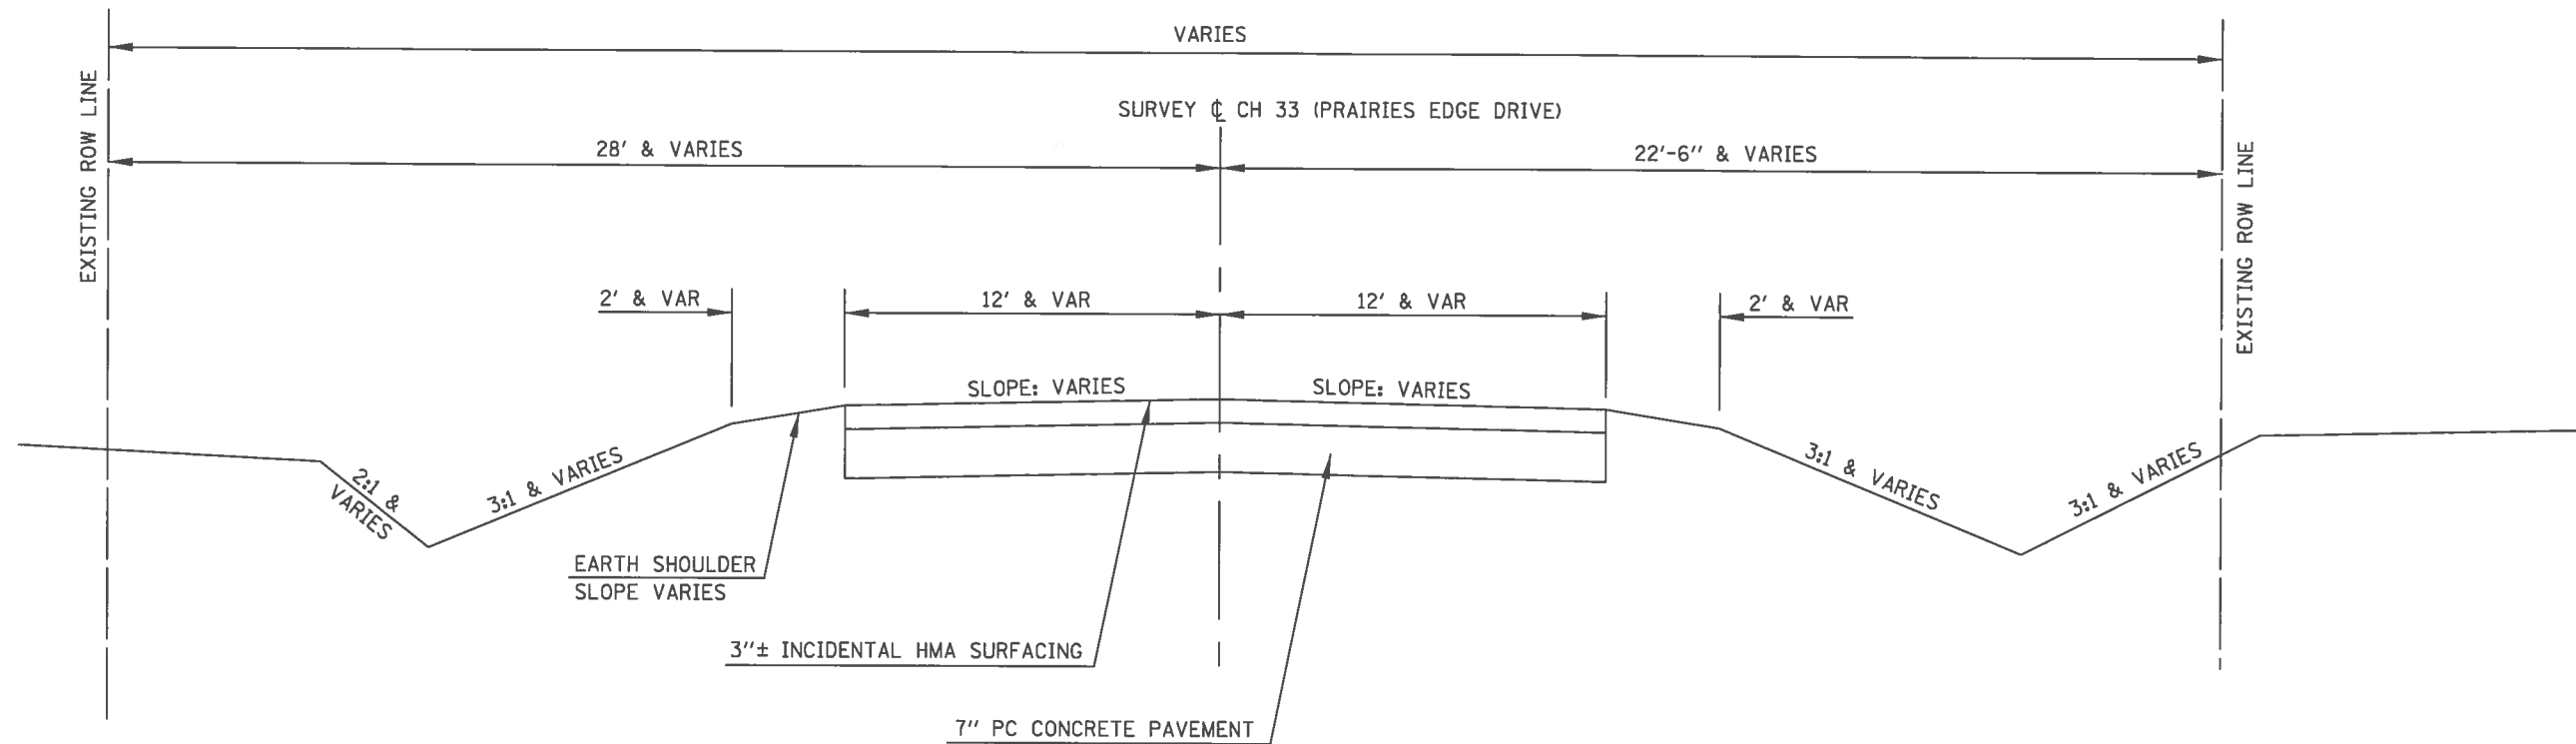 VARIES
EXISTING ROW LINE
SURVEY ℄ CH 33 (PRAIRIES EDGE DRIVE)
28' & VARIES
22'-6" & VARIES
EXISTING ROW LINE
2' & VAR
12' & VAR
12' & VAR
2' & VAR
SLOPE: VARIES
SLOPE: VARIES
2:1 &
VARIES
3:1 & VARIES
3:1 & VARIES
3:1 & VARIES
EARTH SHOULDER
SLOPE VARIES
3"± INCIDENTAL HMA SURFACING
7" PC CONCRETE PAVEMENT